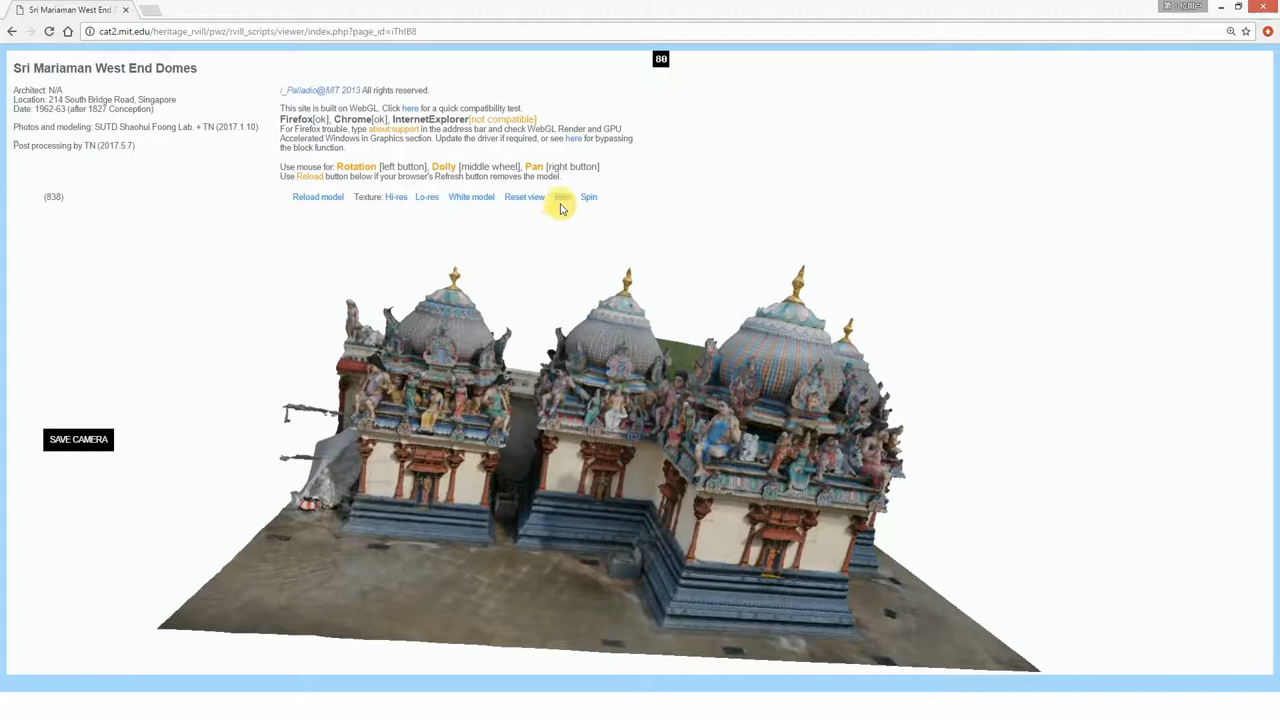 Sri Mariaman West End Dom
cat2.mit.edu/heritage_rvill/pwz/rvill_scripts/viewer/index.php?page_id=iThIB8
80
Sri Mariaman West End Domes
Architect: N/A
Location: 214 South Bridge Road, Singapore
Date: 1962-63 (after 1827 Conception)
Photos and modeling: SUTD Shaohui Foong Lab. + TN (2017.1.10)
Post processing by TN (2017.5.7)
(838)
i_Palladio@MIT 2013 All rights reserved.
This site is built on WebGL. Click here for a quick compatibility test.
Firefox[ok], Chrome[ok], InternetExplorer[not compatible]
For Firefox trouble, type about:support in the address bar and check WebGL Render and GPU
Accelerated Windows in Graphics section. Update the driver if required, or see here for bypassing
the block function.
Use mouse for: Rotation [left button], Dolly [middle wheel], Pan [right button]
Use Reload button below if your browser's Refresh button removes the model.
Reload model Texture: Hi-res Lo-res White model Reset view Spin
SAVE CAMERA